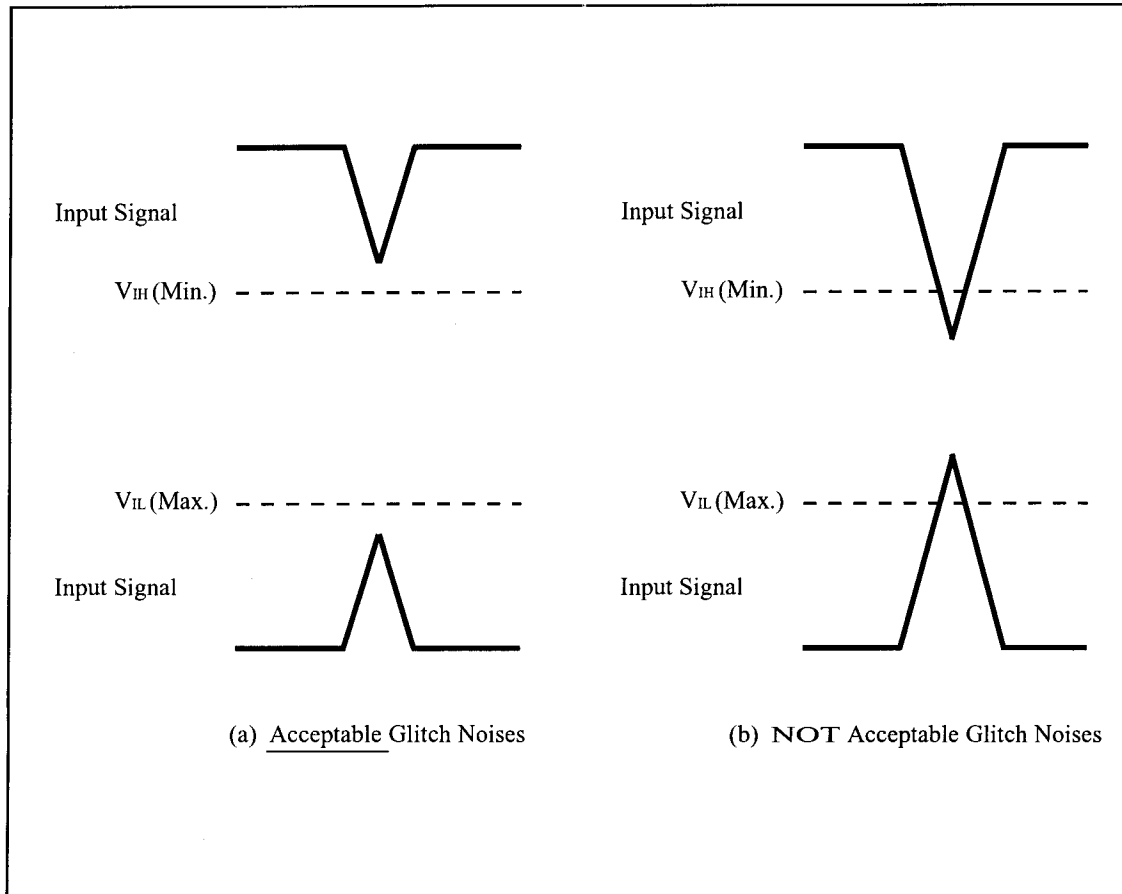 Input Signal
VIH (Min.)
VIL (Max.)
Input Signal
(a) Acceptable Glitch Noises
Input Signal
VIH (Min.)
VIL (Max.)
Input Signal
(b) NOT Acceptable Glitch Noises